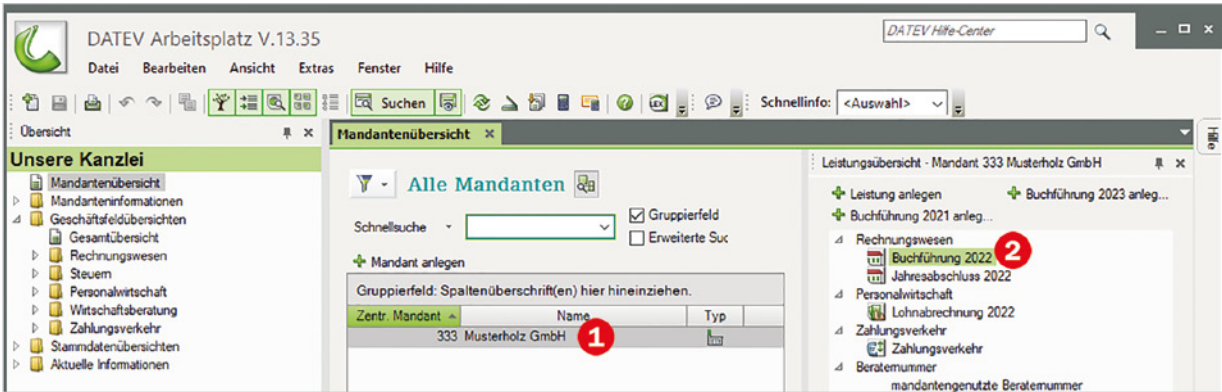 DATEV Arbeitsplatz V.13.35
DATEV Hilfe-Center
Datei Bearbeiten Ansicht Extras Fenster Hilfe
Suchen
Schnellinfo: <Auswahl>
Übersicht
Unsere Kanzlei
Mandantenübersicht
Mandanteninformationen
Geschäftsfeldübersichten
Gesamtübersicht
Rechnungswesen
Steuern
Personalwirtschaft
Wirtschaftsberatung
Zahlungsverkehr
Stammdatenübersichten
Aktuelle Informationen
Mandantenübersicht
Alle Mandanten
Schnellsuche
Gruppierfeld
Erweiterte Suc
Mandant anlegen
Gruppierfeld: Spaltenüberschrift(en) hier hineinziehen.
Zentr. Mandant Name Typ
333 Musterholz GmbH 1
Leistungsübersicht - Mandant 333 Musterholz GmbH
Leistung anlegen Buchführung 2023 anleg...
Buchführung 2021 anleg...
Rechnungswesen
Buchführung 2022 2
Jahresabschluss 2022
Personalwirtschaft
Lohnabrechnung 2022
Zahlungsverkehr
Zahlungsverkehr
Beraternummer
mandantengenutzte Beraternummer
Hilfe